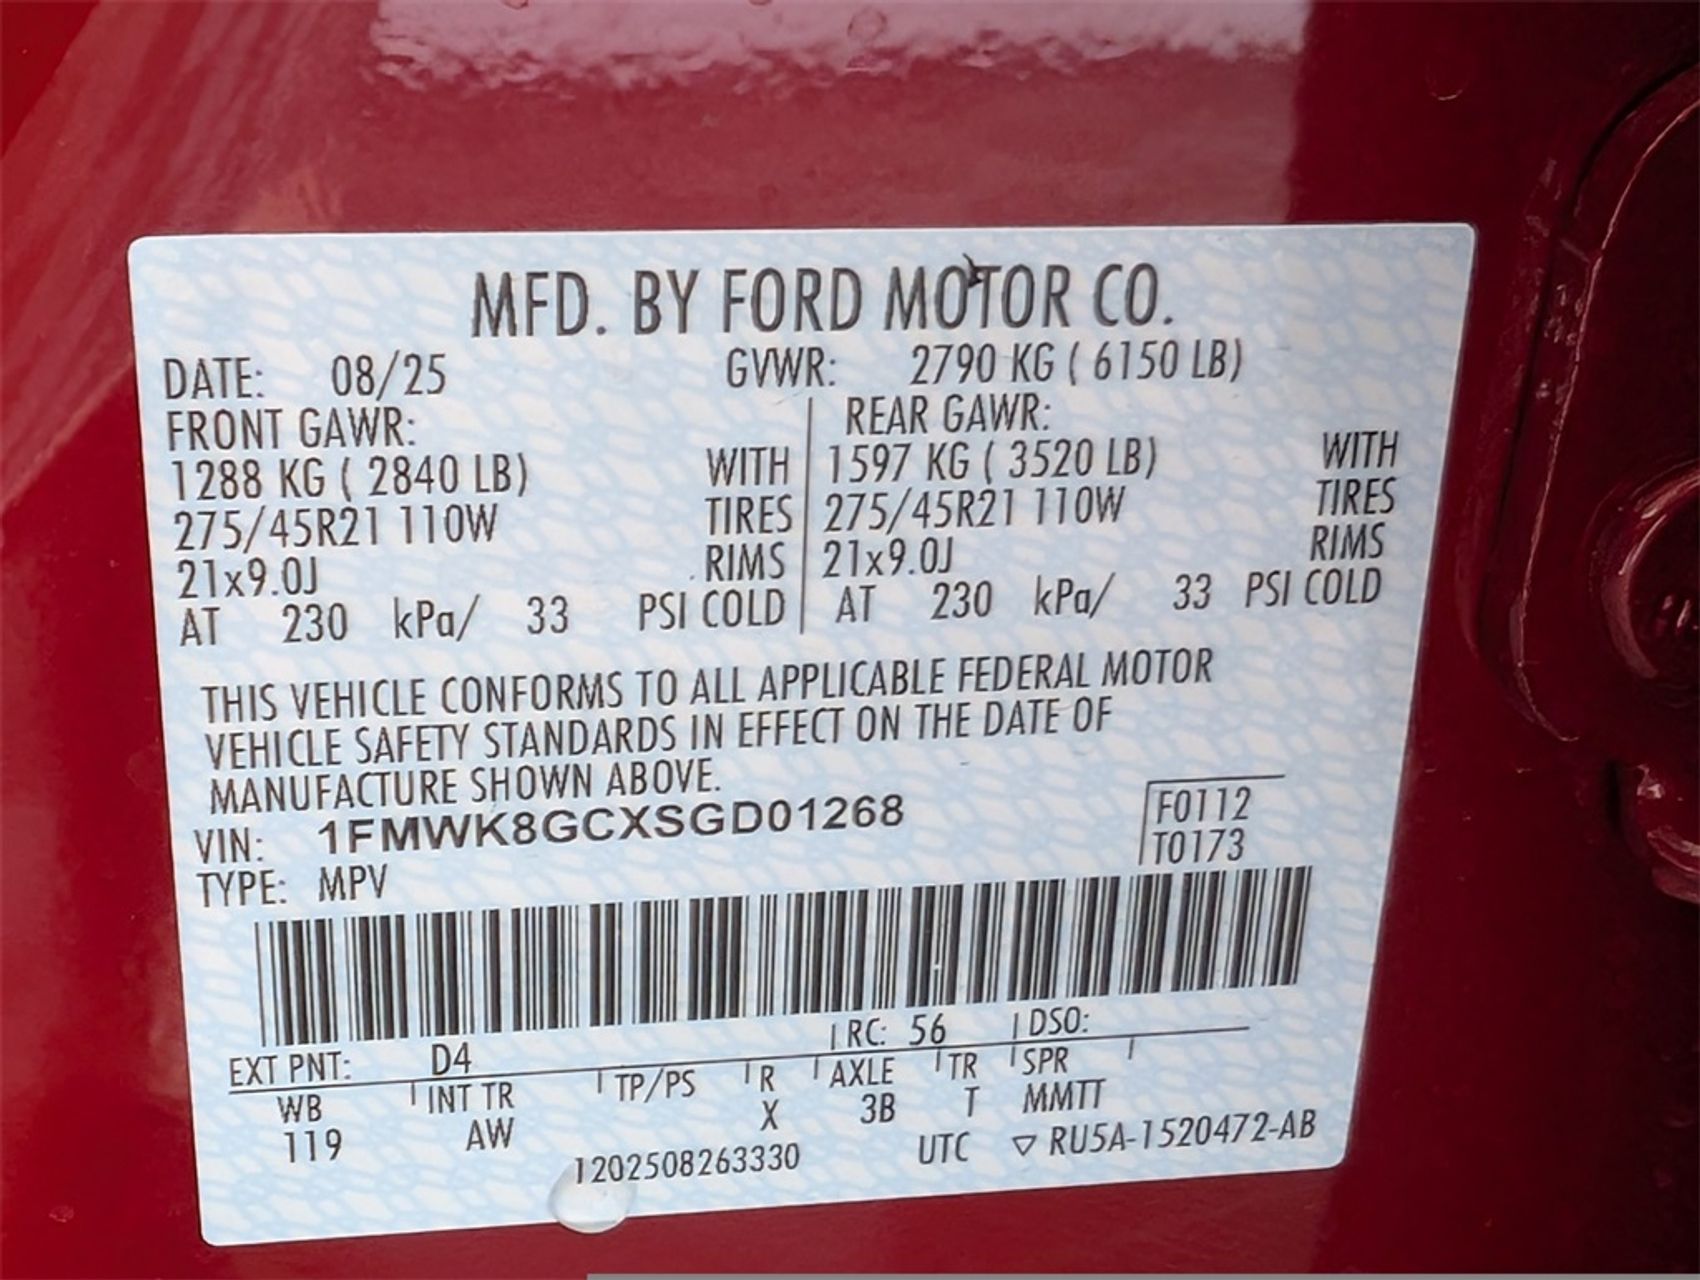 MFD. BY FORD MOTOR CO.
DATE: 08/25 GVWR: 2790 KG ( 6150 LB)
FRONT GAWR: REAR GAWR:
1288 KG ( 2840 LB) WITH 1597 KG ( 3520 LB) WITH
275/45R21 110W TIRES 275/45R21 110W TIRES
21x9.0J RIMS 21x9.0J RIMS
AT 230 kPa/ 33 PSI COLD AT 230 kPa/ 33 PSI COLD
THIS VEHICLE CONFORMS TO ALL APPLICABLE FEDERAL MOTOR
VEHICLE SAFETY STANDARDS IN EFFECT ON THE DATE OF
MANUFACTURE SHOWN ABOVE.
VIN: 1FMWK8GCXSGD01268 F0112
TYPE: MPV T0173
EXT PNT: D4 RC: 56 DSO:
WB INT TR TP/PS R AXLE TR SPR
119 AW X 3B T MMTT
1202508263330 UTC ▽ RU5A-1520472-AB